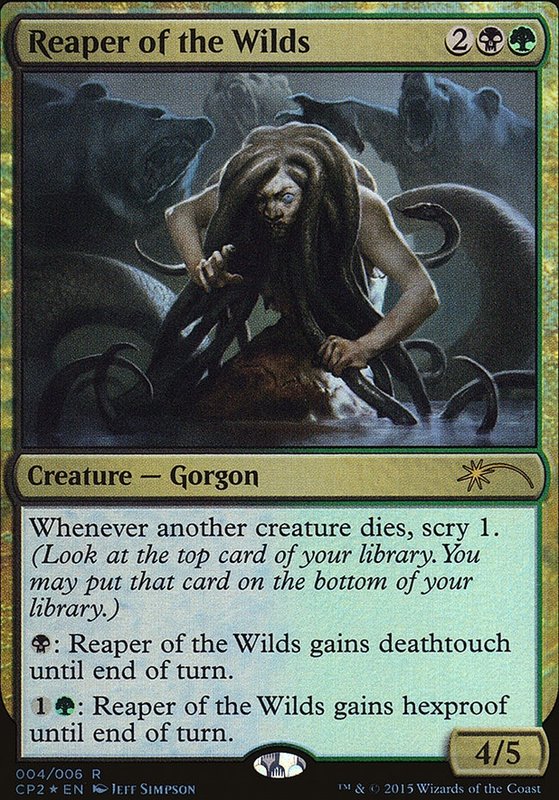 Reaper of the Wilds 2
Creature — Gorgon
Whenever another creature dies, scry 1.
(Look at the top card of your library. You
may put that card on the bottom of your
library.)
: Reaper of the Wilds gains deathtouch
until end of turn.
1 : Reaper of the Wilds gains hexproof
until end of turn.
4/5
004/006 R
CP2 ★ EN Jeff Simpson
™ & © 2015 Wizards of the Coast